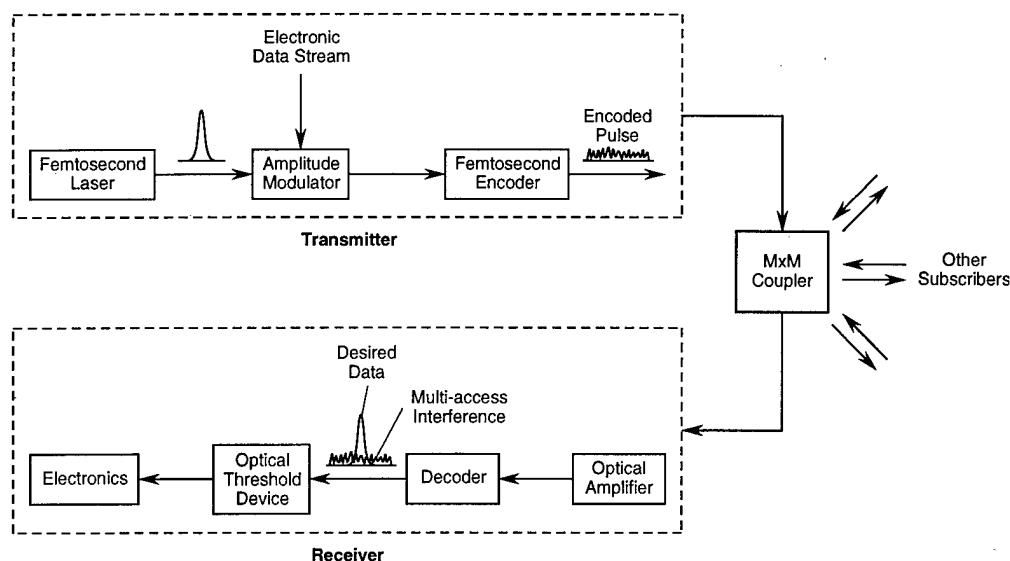 Electronic
Data Stream
Encoded
Pulse
Femtosecond
Laser
Amplitude
Modulator
Femtosecond
Encoder
Transmitter
MxM
Coupler
Other
Subscribers
Desired
Data
Multi-access
Interference
Electronics
Optical
Threshold
Device
Decoder
Optical
Amplifier
Receiver